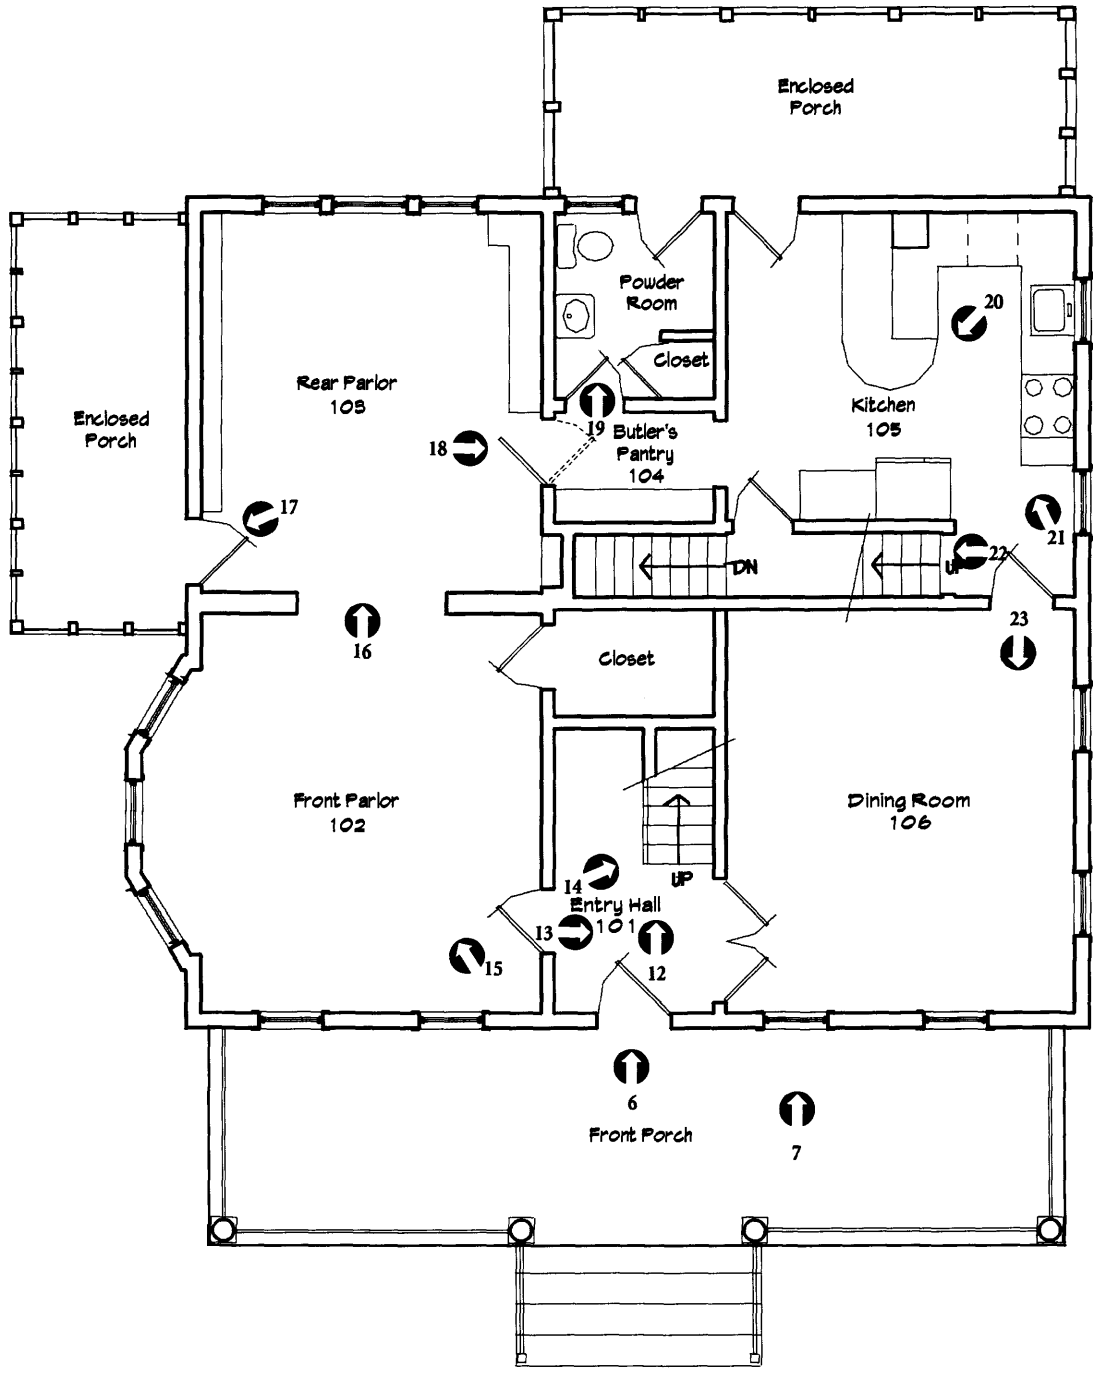 Enclosed
Porch
Powder
Room
20
Closet
Rear Parlor
103
Kitchen
105
Enclosed
Porch
19
Butler's
Pantry
104
18
17
21
22
DN
UP
23
16
Closet
Front Parlor
102
Dining Room
106
UP
14
Entry Hall
101
13
12
15
6
Front Porch
7